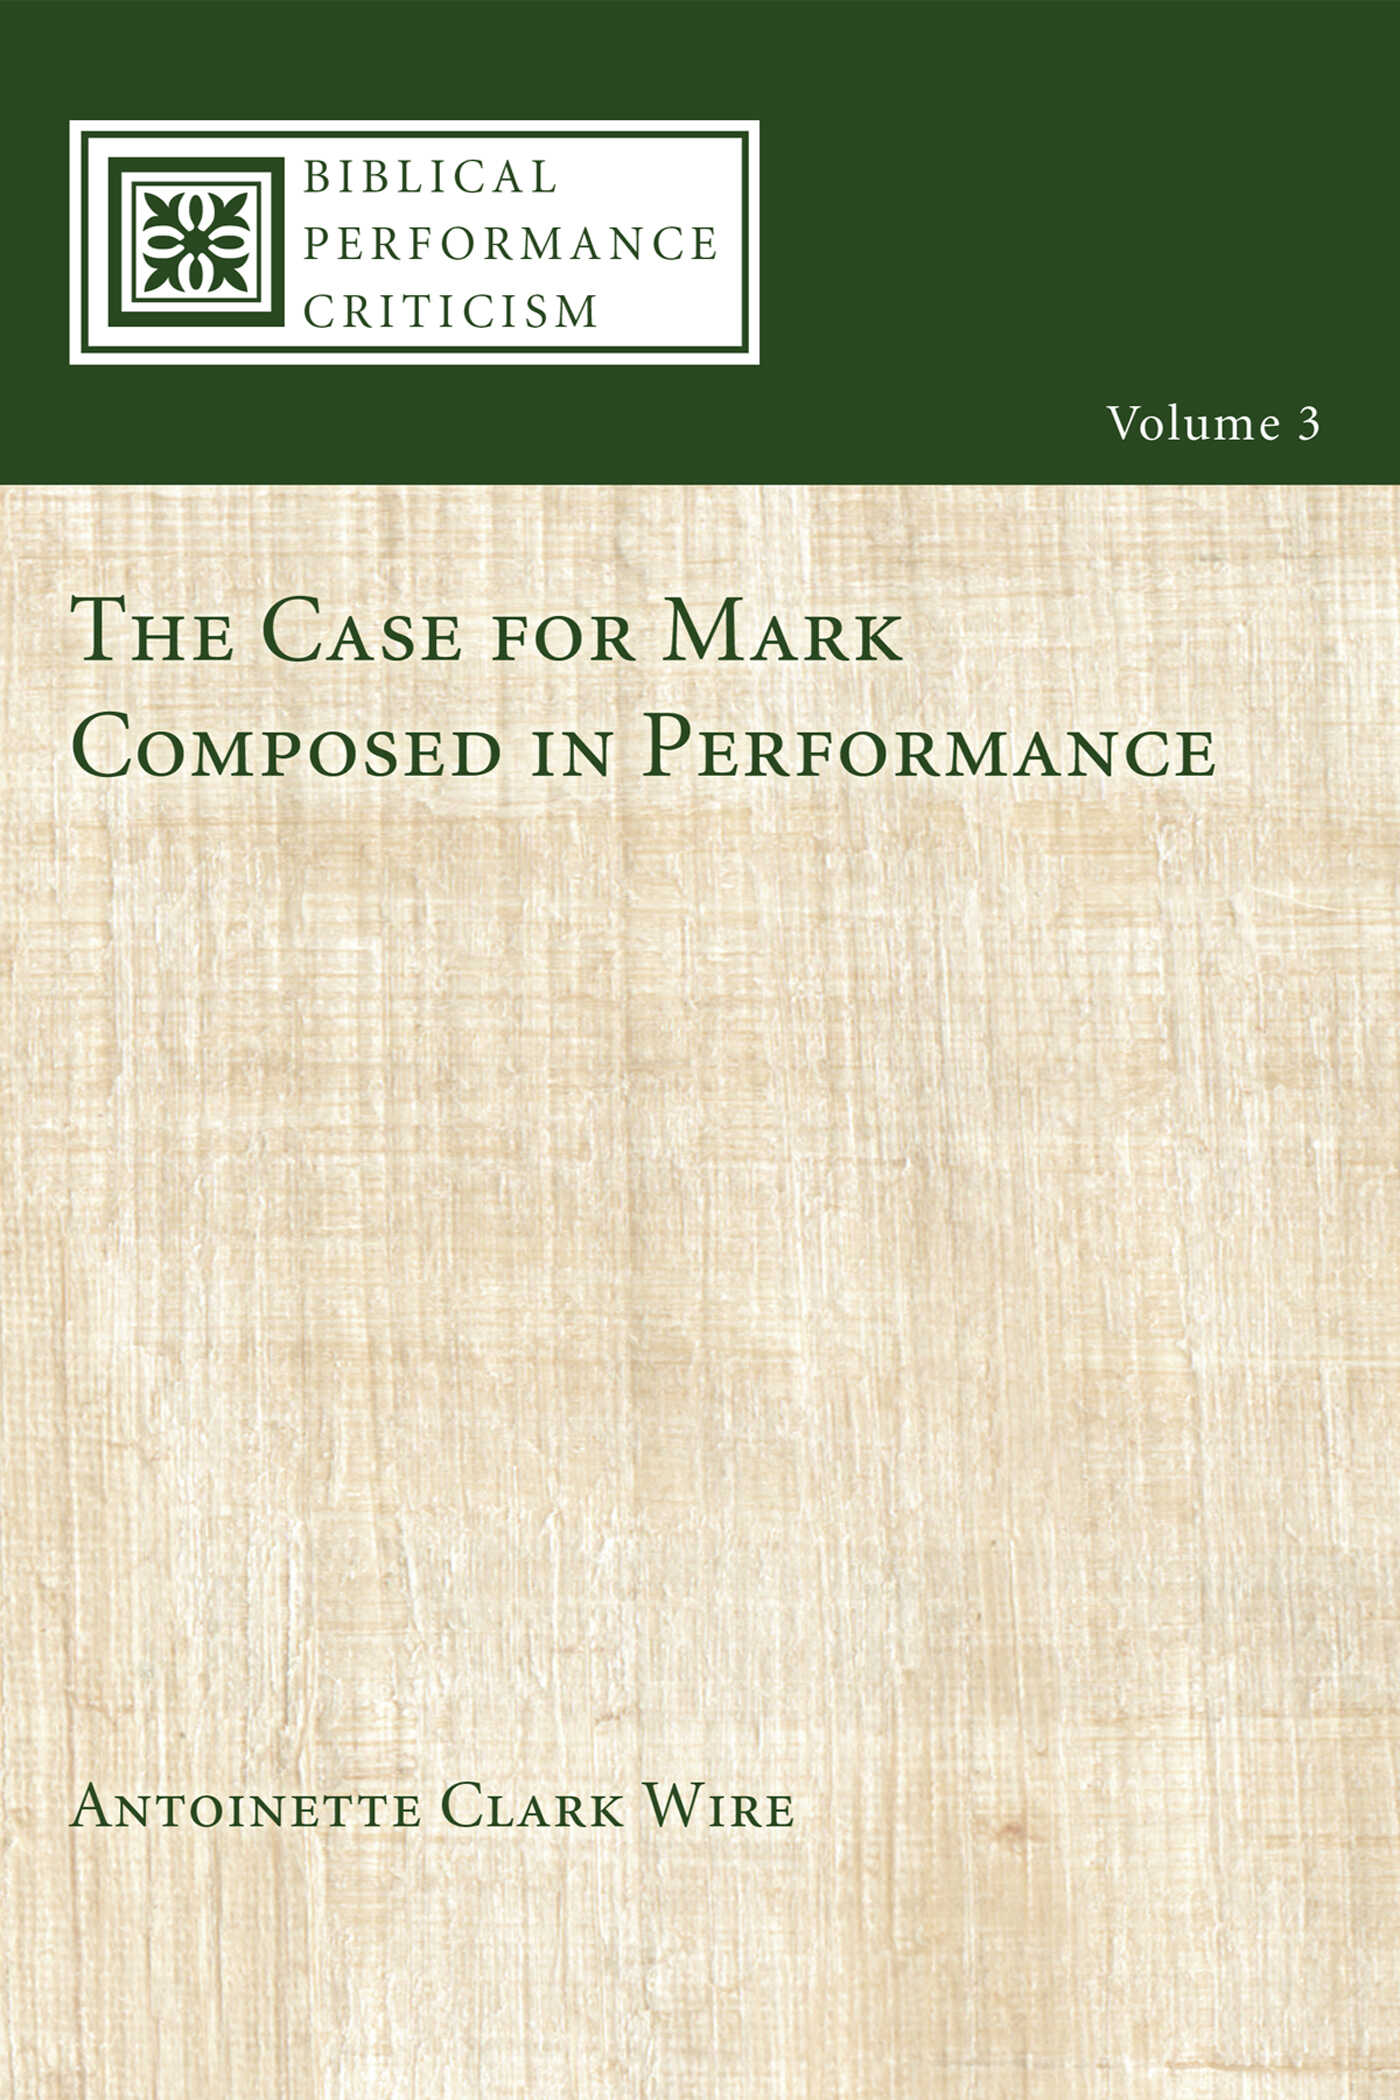 BIBLICAL
PERFORMANCE
CRITICISM
Volume 3
The Case for Mark
Composed in Performance
Antoinette Clark Wire